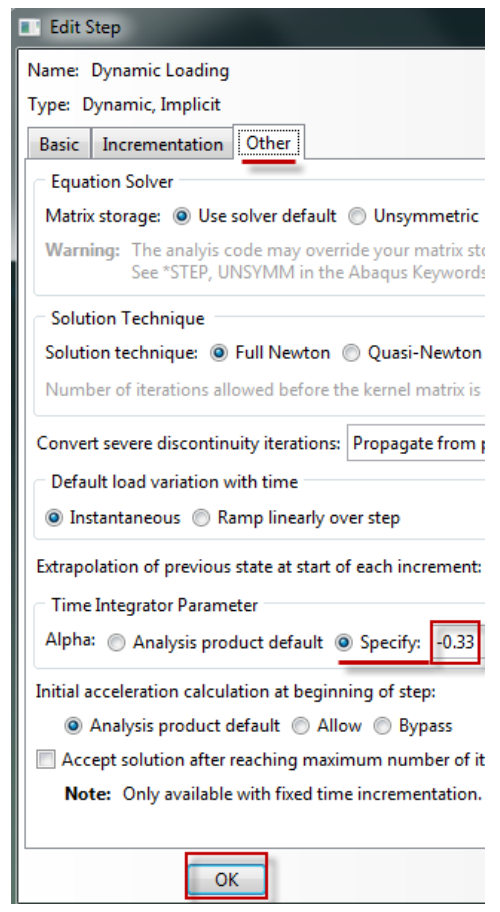 Edit Step
Name: Dynamic Loading
Type: Dynamic, Implicit
Basic Incrementation Other
Equation Solver
Matrix storage: Use solver default Unsymmetric
Warning: The analyis code may override your matrix sto
See *STEP, UNSYMM in the Abaqus Keywords
Solution Technique
Solution technique: Full Newton Quasi-Newton
Number of iterations allowed before the kernel matrix is
Convert severe discontinuity iterations: Propagate from p
Default load variation with time
Instantaneous Ramp linearly over step
Extrapolation of previous state at start of each increment:
Time Integrator Parameter
Alpha: Analysis product default Specify: -0.33
Initial acceleration calculation at beginning of step:
Analysis product default Allow Bypass
Accept solution after reaching maximum number of it
Note: Only available with fixed time incrementation.
OK